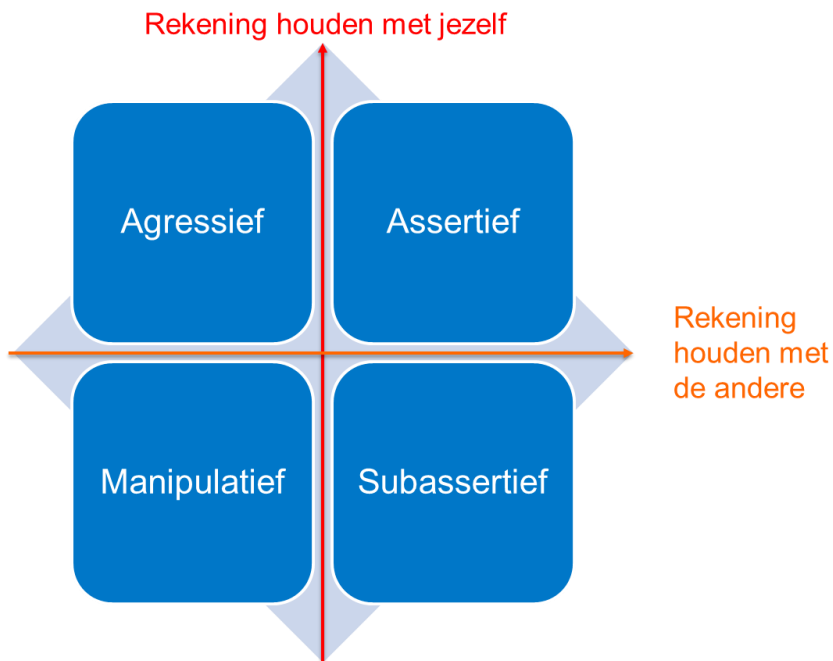 Rekening houden met jezelf
Agressief
Assertief
Rekening
houden met
de andere
Manipulatief
Subassertief